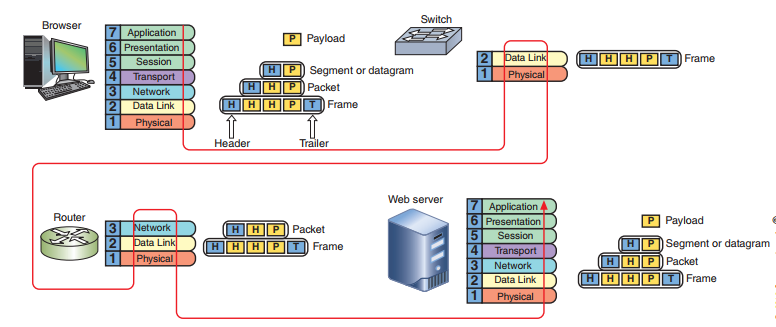 Browser
7 Application
6 Presentation
5 Session
4 Transport
3 Network
2 Data Link
1 Physical
P Payload
H P Segment or datagram
H H P Packet
H H H P T Frame
Header Trailer
Switch
2 Data Link
1 Physical
H H H P T Frame
Router
3 Network
2 Data Link
1 Physical
H H P Packet
H H H P T Frame
Web server
7 Application
6 Presentation
5 Session
4 Transport
3 Network
2 Data Link
1 Physical
P Payload
H P Segment or datagram
H H P Packet
H H H P T Frame